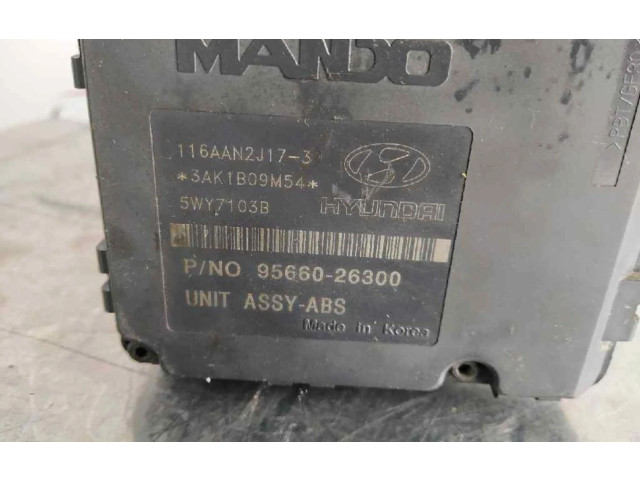 MANDO
116AAN2J17-3
*3AK1B09M54*
5WY7103B
HYUNDAI
P/NO 95660-26300
UNIT ASSY-ABS
Made in Korea